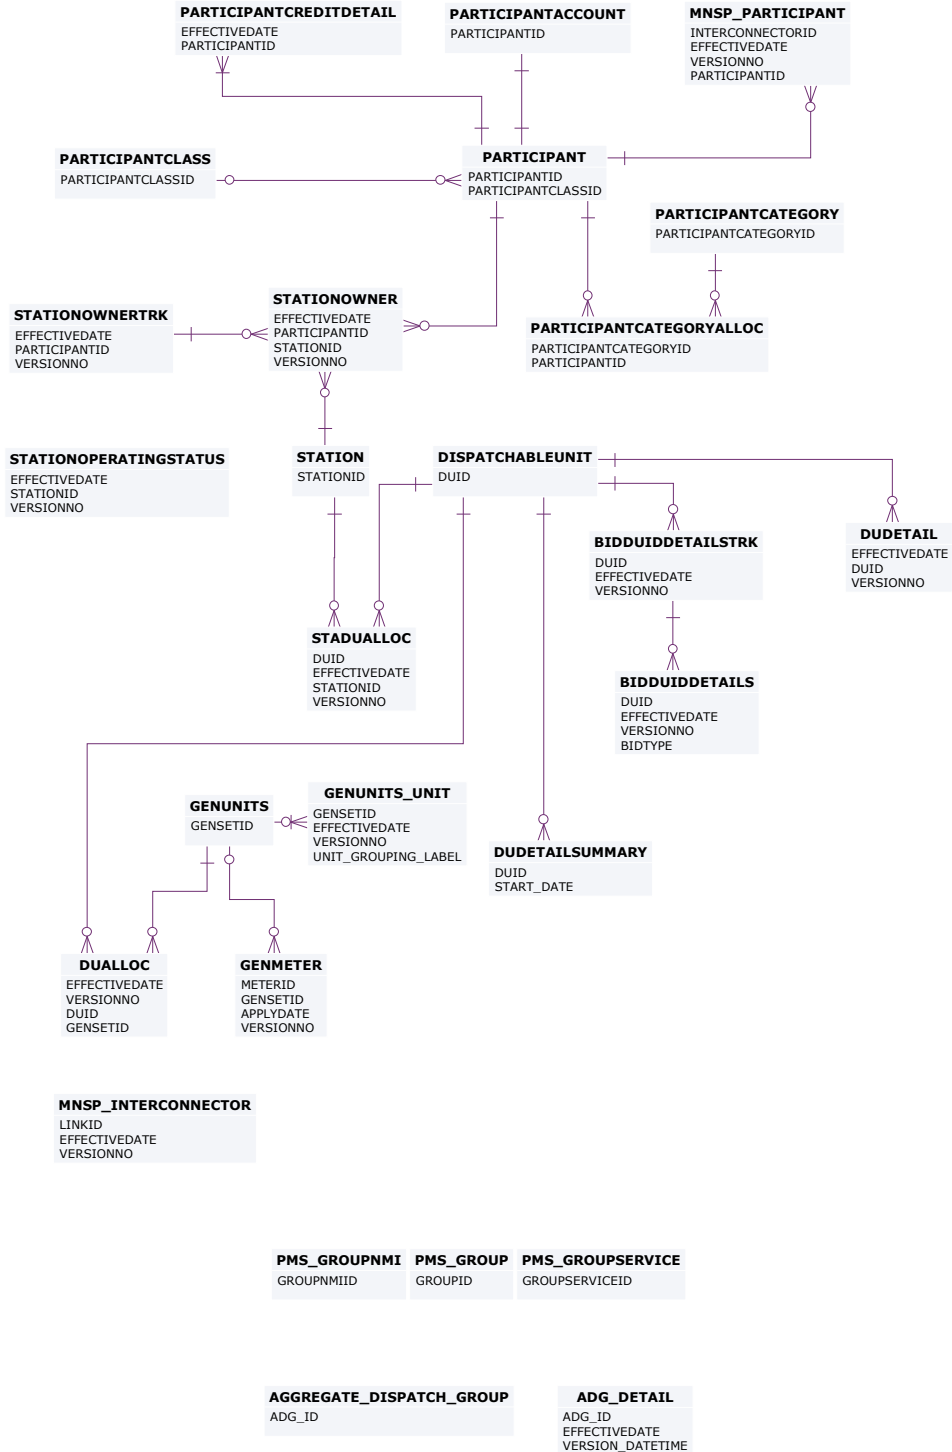 PARTICIPANTCREDITDETAIL
EFFECTIVEDATE
PARTICIPANTID
PARTICIPANTACCOUNT
PARTICIPANTID
MNSP_PARTICIPANT
INTERCONNECTORID
EFFECTIVEDATE
VERSIONNO
PARTICIPANTID
PARTICIPANTCLASS
PARTICIPANTCLASSID
PARTICIPANT
PARTICIPANTID
PARTICIPANTCLASSID
PARTICIPANTCATEGORY
PARTICIPANTCATEGORYID
STATIONOWNERTRK
EFFECTIVEDATE
PARTICIPANTID
VERSIONNO
STATIONOWNER
EFFECTIVEDATE
PARTICIPANTID
STATIONID
VERSIONNO
PARTICIPANTCATEGORYALLOC
PARTICIPANTCATEGORYID
PARTICIPANTID
STATIONOPERATINGSTATUS
EFFECTIVEDATE
STATIONID
VERSIONNO
STATION
STATIONID
DISPATCHABLEUNIT
DUID
BIDDUIDDETAILSTRK
DUID
EFFECTIVEDATE
VERSIONNO
DUDETAIL
EFFECTIVEDATE
DUID
VERSIONNO
STADUALLOC
DUID
EFFECTIVEDATE
STATIONID
VERSIONNO
BIDDUIDDETAILS
DUID
EFFECTIVEDATE
VERSIONNO
BIDTYPE
GENUNITS
GENSETID
GENUNITS_UNIT
GENSETID
EFFECTIVEDATE
VERSIONNO
UNIT_GROUPING_LABEL
DUDETAILSUMMARY
DUID
START_DATE
DUALLOC
EFFECTIVEDATE
VERSIONNO
DUID
GENSETID
GENMETER
METERID
GENSETID
APPLYDATE
VERSIONNO
MNSP_INTERCONNECTOR
LINKID
EFFECTIVEDATE
VERSIONNO
PMS_GROUPNMI
GROUPNMIID
PMS_GROUP
GROUPID
PMS_GROUPSERVICE
GROUPSERVICEID
AGGREGATE_DISPATCH_GROUP
ADG_ID
ADG_DETAIL
ADG_ID
EFFECTIVEDATE
VERSION_DATETIME